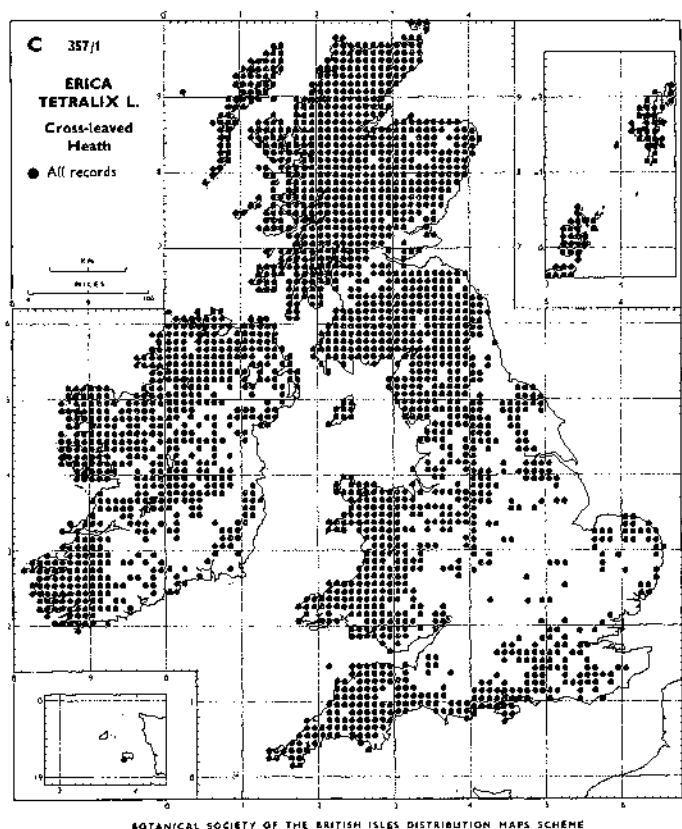 C 357/1
ERICA
TETRALIX L.
Cross-leaved
Heath
● All records
KM
MILES
100
BOTANICAL SOCIETY OF THE BRITISH ISLES DISTRIBUTION MAPS SCHEME